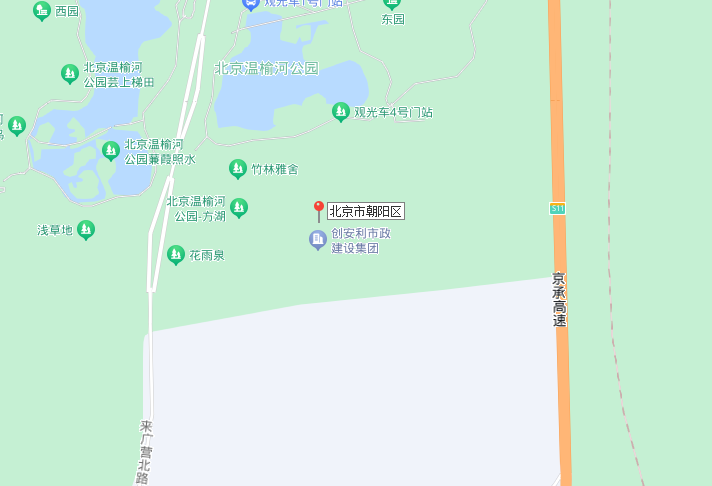 西园
观光车1号门站
东园
北京温榆河
公园芸上梯田
北京温榆河公园
观光车4号门站
北京温榆河
公园蒹葭照水
竹林雅舍
北京温榆河
公园-方湖
北京市朝阳区
S11
浅草地
创安利市政
建设集团
花雨泉
京承高速
来广营北路